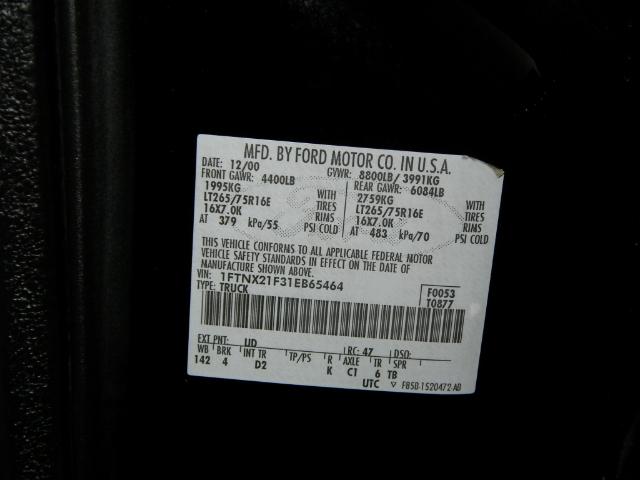 MFD. BY FORD MOTOR CO. IN U.S.A.
DATE: 12/00 GVWR: 8800LB/ 3991KG
FRONT GAWR: 4400LB REAR GAWR: 6084LB
1995KG WITH 2759KG WITH
LT265/75R16E TIRES LT265/75R16E TIRES
16X7.0K RIMS 16X7.0K RIMS
AT 379 kPa/55 PSI COLD AT 483 kPa/70 PSI COLD
THIS VEHICLE CONFORMS TO ALL APPLICABLE FEDERAL MOTOR
VEHICLE SAFETY STANDARDS IN EFFECT ON THE DATE OF
MANUFACTURE SHOWN ABOVE.
VIN: 1FTNX21F31EB65464 F0053
TYPE: TRUCK T0877
EXT PNT: UD RC: 47 DSO:
WB BRK INT TR TP/PS R AXLE TR SPR
142 4 D2 K C1 6 TB
UTC ▽ F85B-1520472-AB